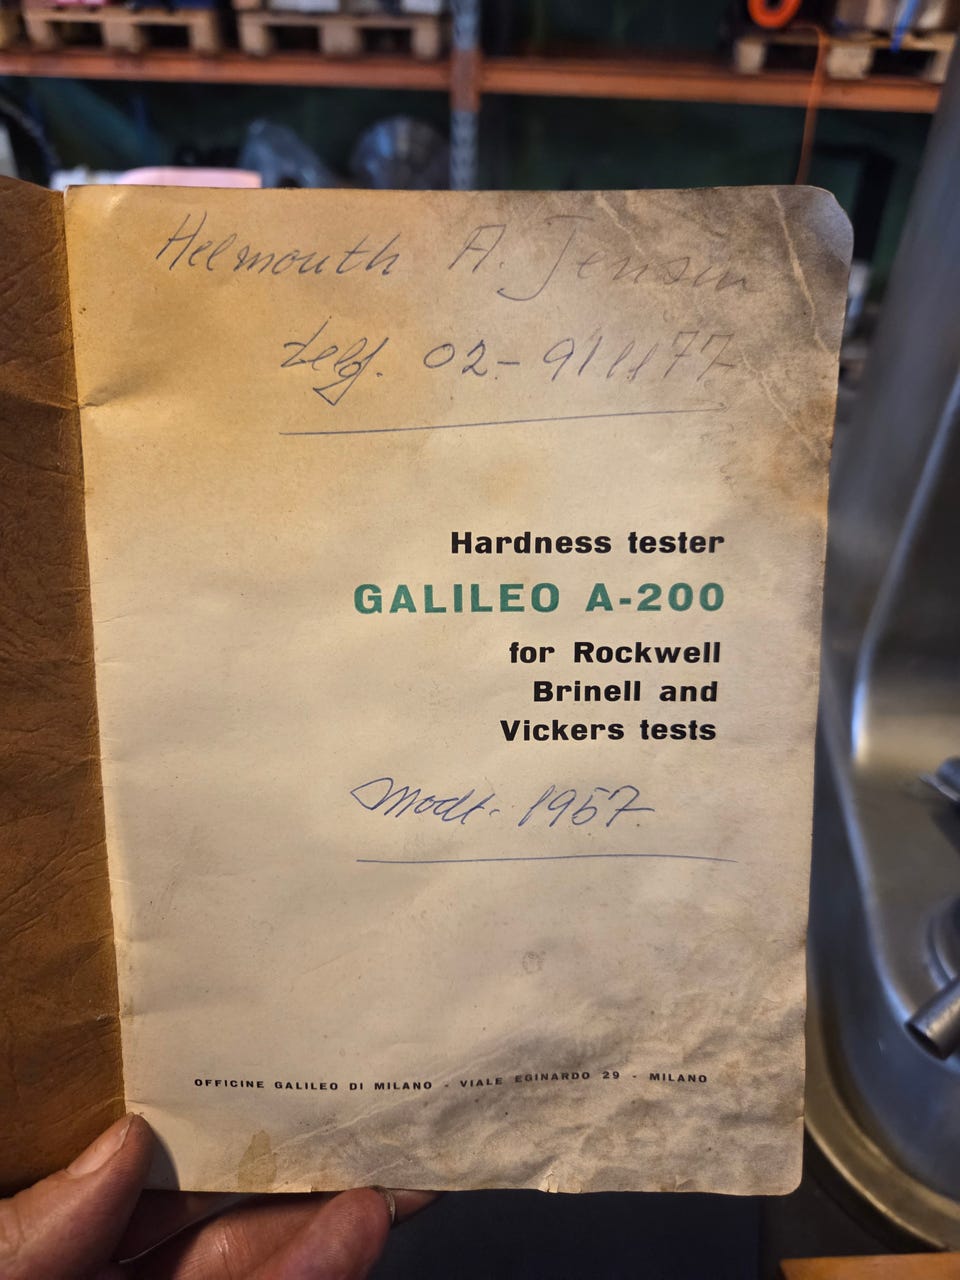 Helmouth A. Jensen
telf. 02-911177
Hardness tester
GALILEO A-200
for Rockwell
Brinell and
Vickers tests
Modt. 1957
OFFICINE GALILEO DI MILANO - VIALE EGINARDO 29 - MILANO